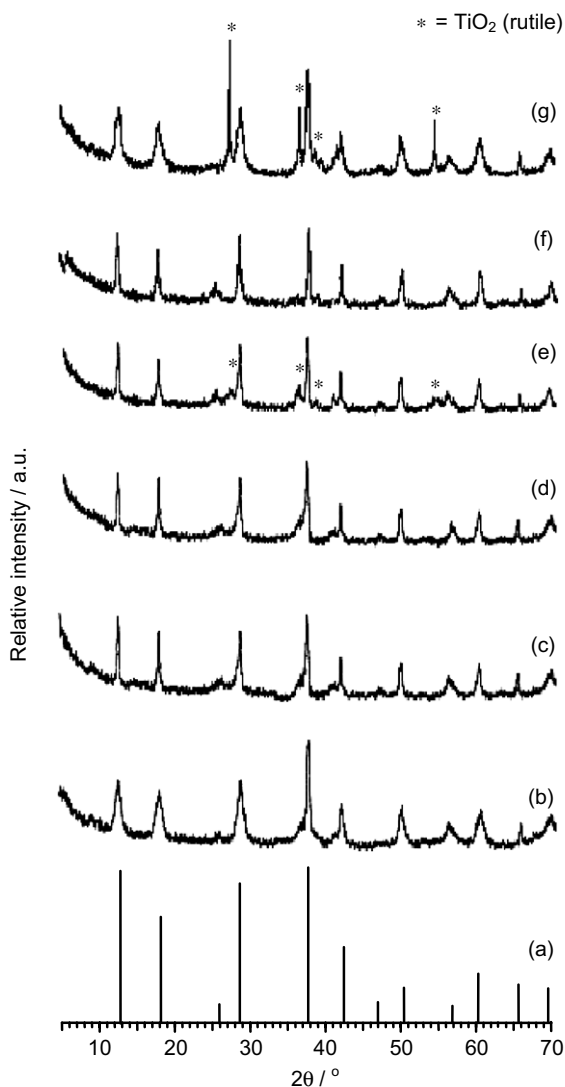 * = TiO₂ (rutile)
*
*
*
*
(g)
(f)
*
*
*
*
(e)
(d)
(c)
(b)
(a)
Relative intensity / a.u.
10 20 30 40 50 60 70
2θ / °